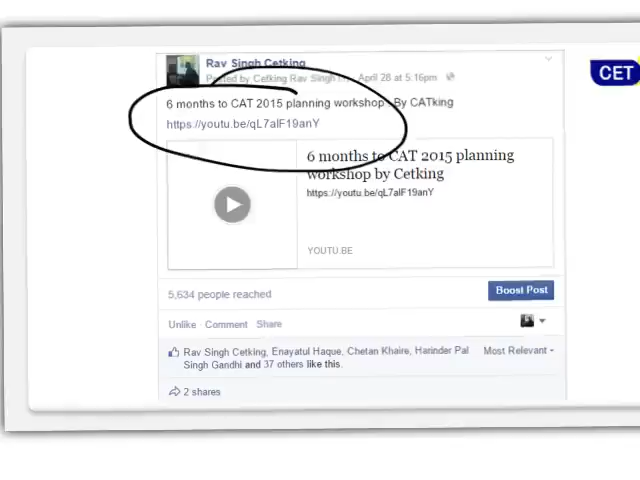 Rav Singh Cetking
Posted by Cetking Rav Singh
April 28 at 5:16pm
6 months to CAT 2015 planning workshop By CATking
https://youtu.be/qL7alF19anY
6 months to CAT 2015 planning
workshop by Cetking
https://youtu.be/qL7alF19anY
YOUTU.BE
5,634 people reached
Boost Post
Unlike Comment Share
Rav Singh Cetking, Enayatul Haque, Chetan Khaire, Harinder Pal
Singh Gandhi and 37 others like this.
Most Relevant
2 shares
CET